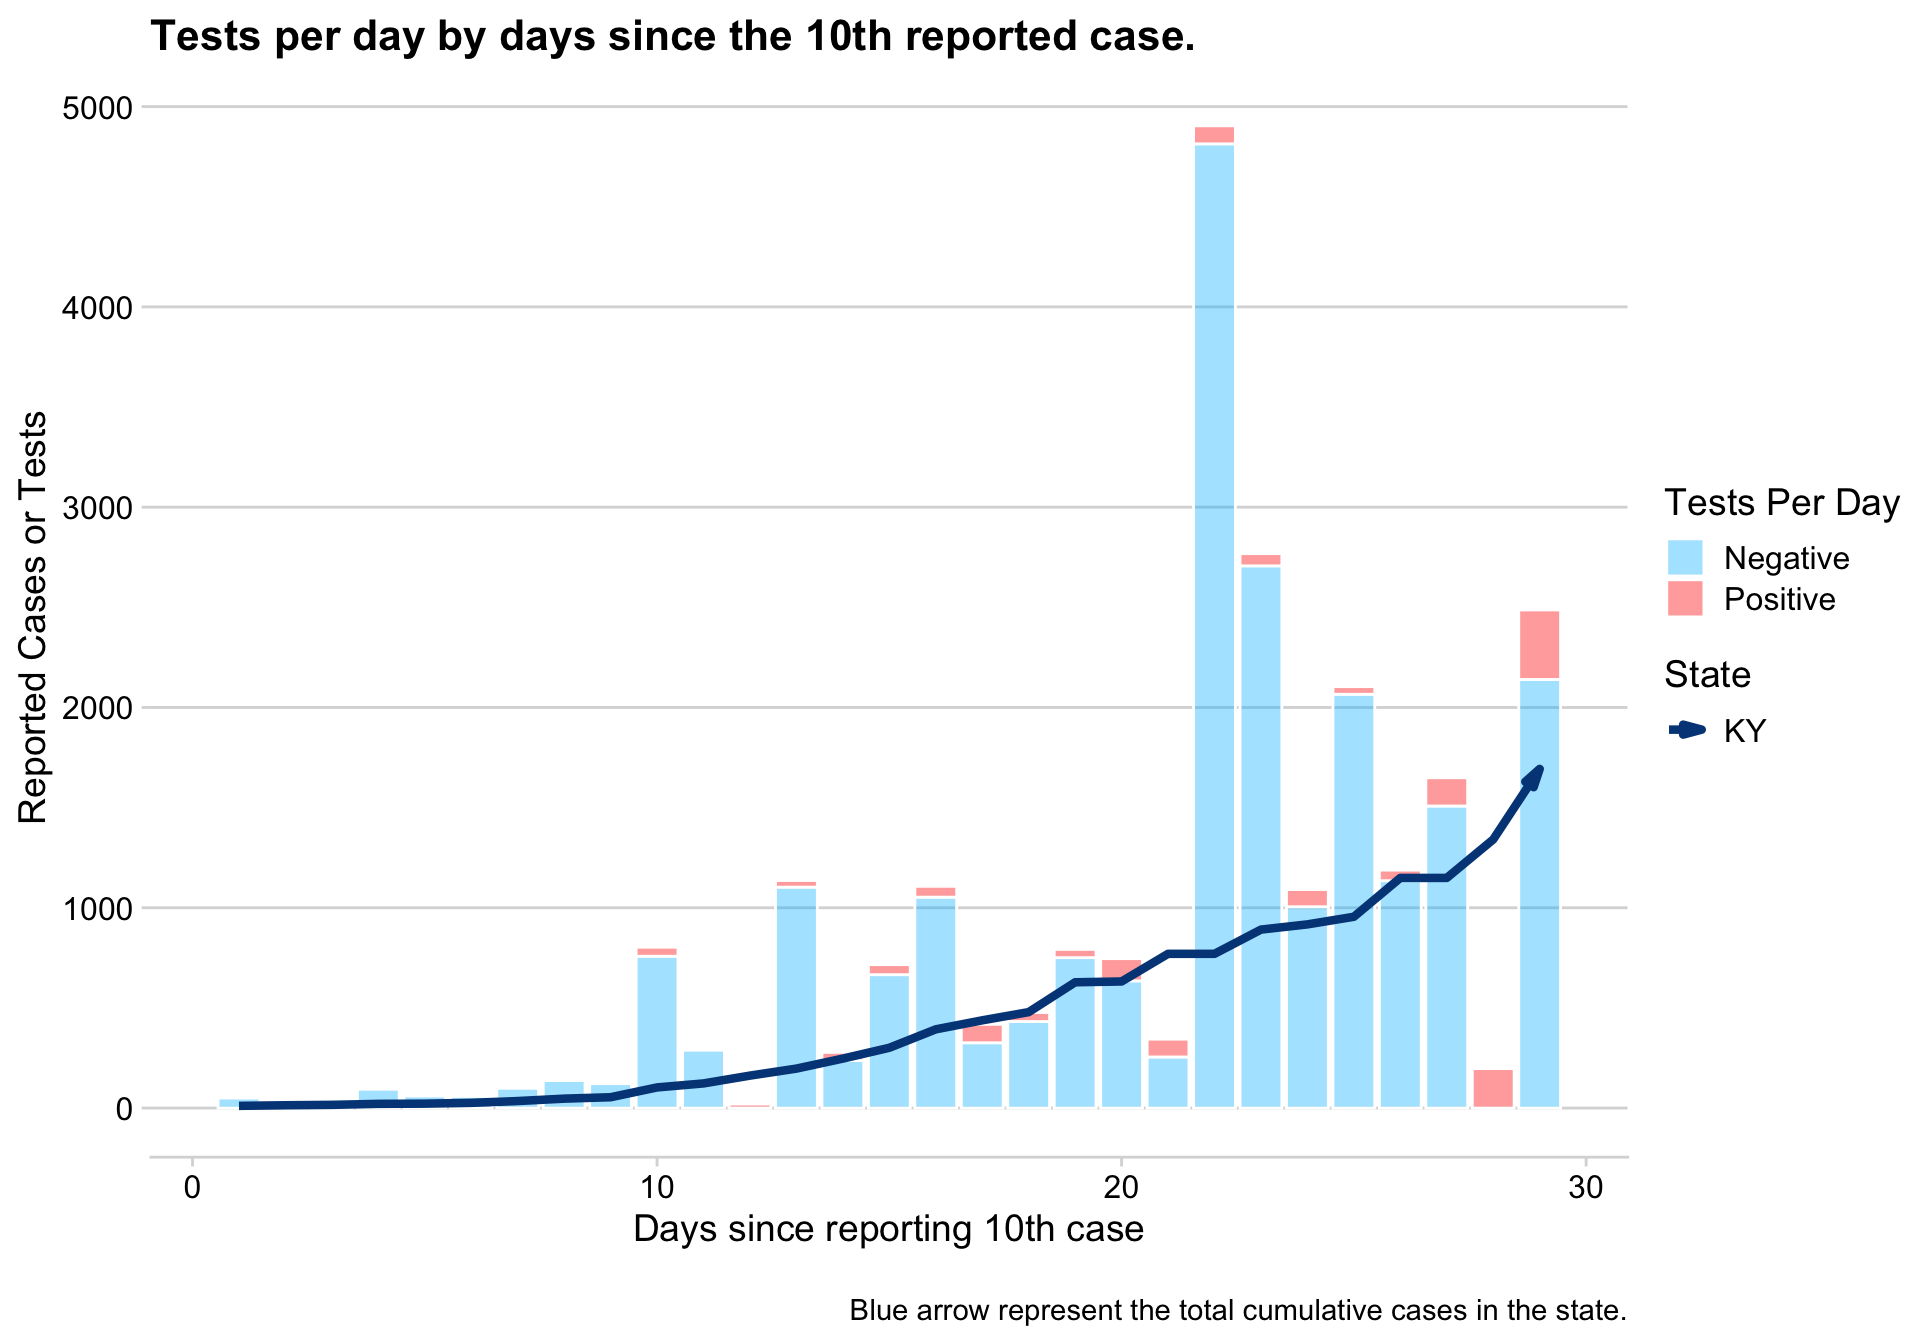 Tests per day by days since the 10th reported case.
5000
4000
3000
2000
1000
0
Reported Cases or Tests
0 10 20 30
Days since reporting 10th case
Tests Per Day
Negative
Positive
State
KY
Blue arrow represent the total cumulative cases in the state.